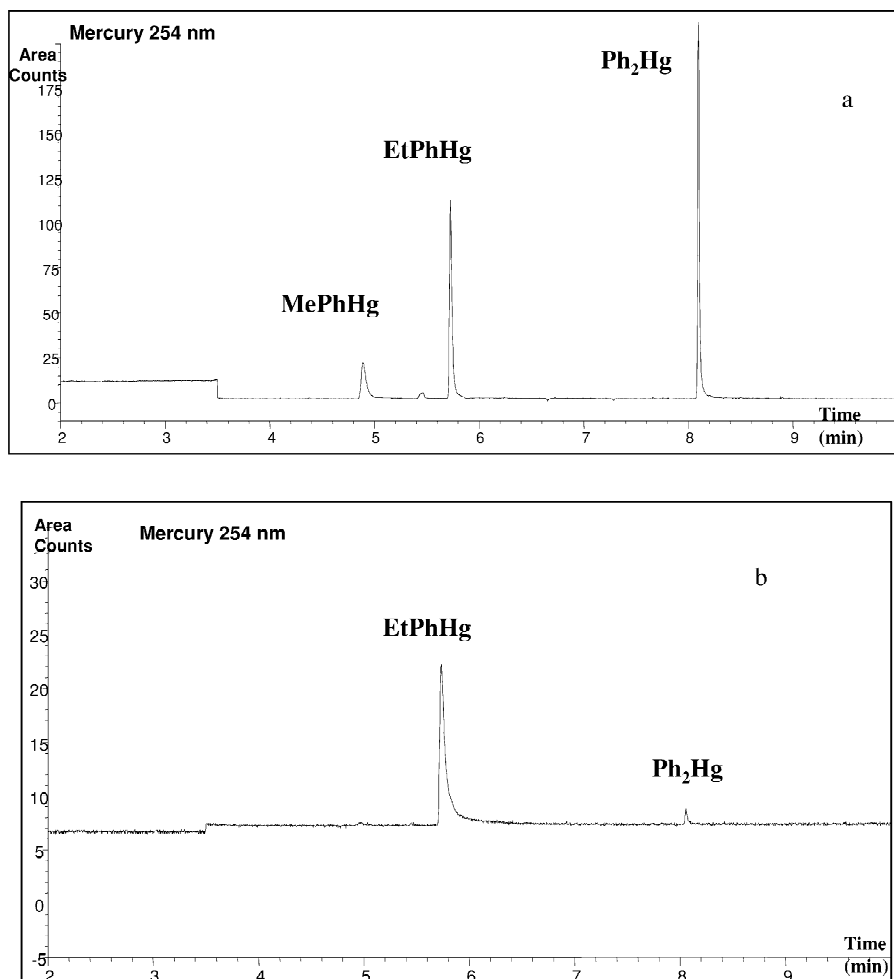 Mercury 254 nm
Area
Counts
Ph₂Hg
a
175
150
EtPhHg
125
100
75
MePhHg
50
25
0
Time
2 3 4 5 6 7 8 9 (min)
Area
Counts
Mercury 254 nm
b
30
EtPhHg
25
20
15
Ph₂Hg
10
5
0
Time
-5
2 3 4 5 6 7 8 9 (min)